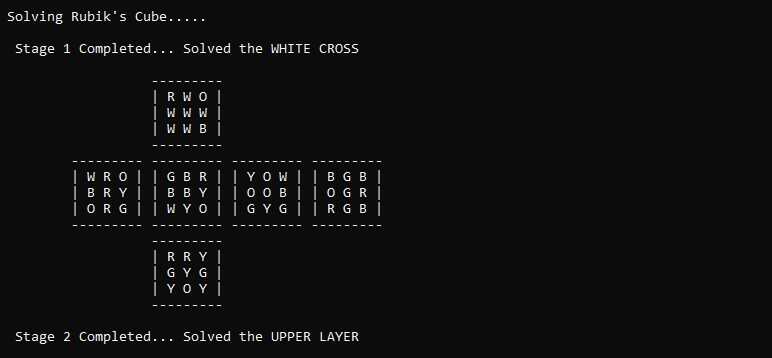 Solving Rubik's Cube.....
Stage 1 Completed... Solved the WHITE CROSS
---------
| R W O |
| W W W |
| W W B |
---------
--------- --------- --------- ---------
| W R O | | G B R | | Y O W | | B G B |
| B R Y | | B B Y | | O O B | | O G R |
| O R G | | W Y O | | G Y G | | R G B |
--------- --------- --------- ---------
---------
| R R Y |
| G Y G |
| Y O Y |
---------
Stage 2 Completed... Solved the UPPER LAYER